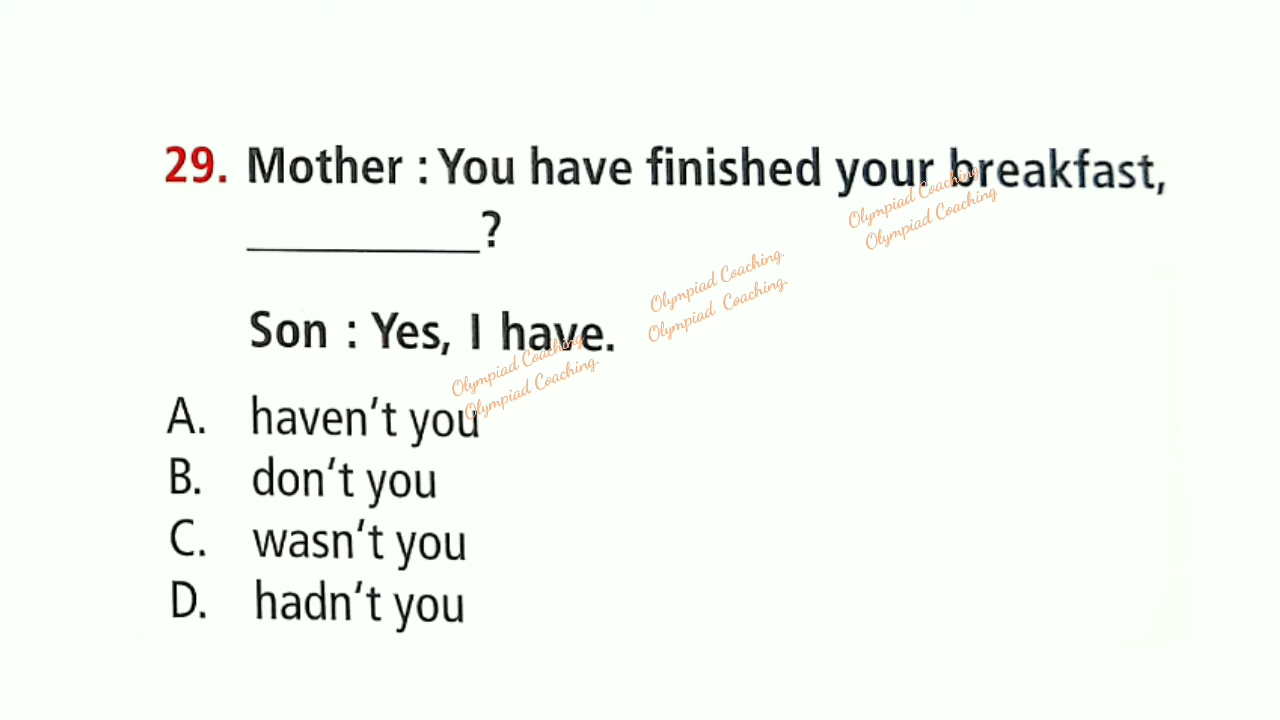 29. Mother : You have finished your breakfast,
__________?
Olympiad Coaching
Olympiad Coaching
Olympiad Coaching.
Olympiad Coaching.
Son : Yes, I have.
Olympiad Coaching
Olympiad Coaching.
A. haven't you
B. don't you
C. wasn't you
D. hadn't you